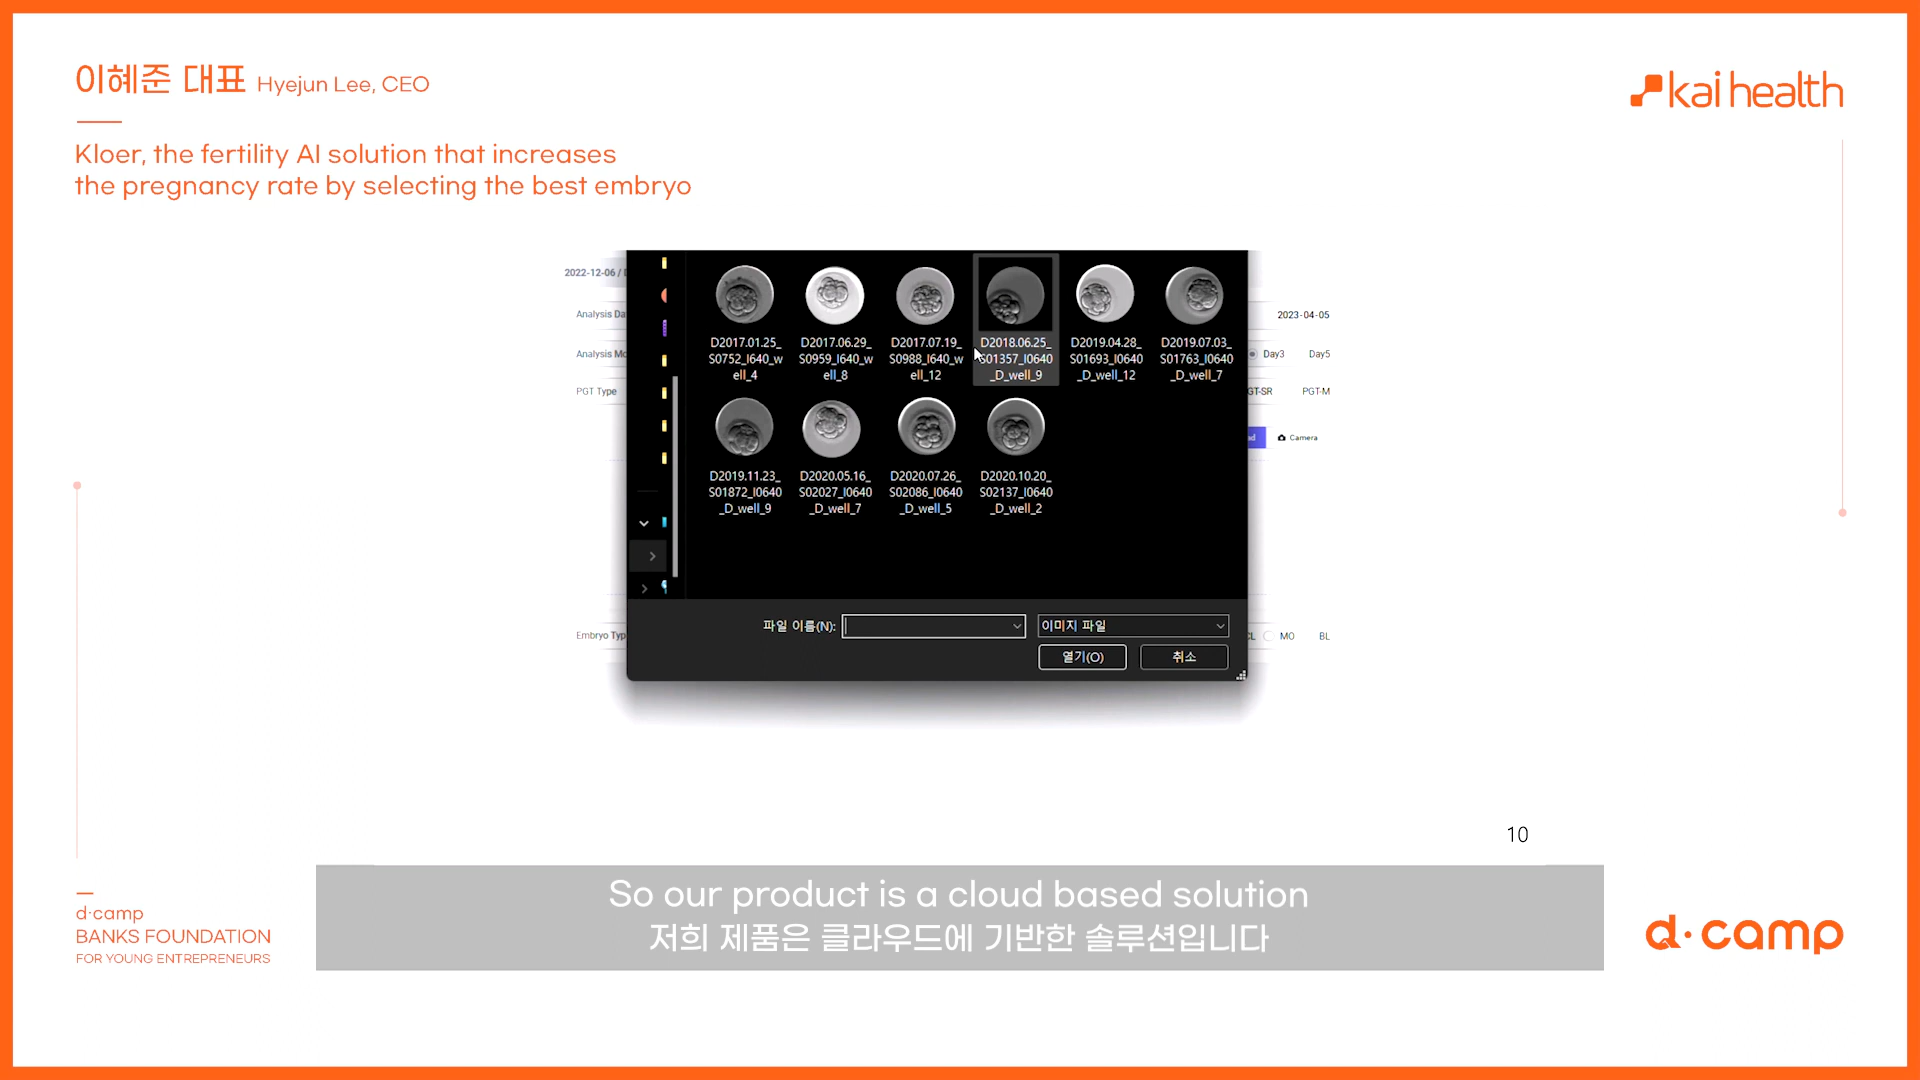 이혜준 대표 Hyejun Lee, CEO
kai health
Kloer, the fertility AI solution that increases
the pregnancy rate by selecting the best embryo
2022-12-06 /
Analysis
2023-04-05
Analysis
Day3
Day5
PGT Type
PGT-M
Camera
D2017.01.25_
S0752_I640_w
ell_4
D2017.06.29_
S0959_I640_w
ell_8
D2017.07.19_
S0988_I640_w
ell_12
D2018.06.25_
S01357_I0640
_D_well_9
D2019.04.28_
S01693_I0640
_D_well_12
D2019.07.03_
S01763_I0640
_D_well_7
D2019.11.23_
S01872_I0640
_D_well_9
D2020.05.16_
S02027_I0640
_D_well_7
D2020.07.26_
S02086_I0640
_D_well_5
D2020.10.20_
S02137_I0640
_D_well_2
파일 이름(N):
이미지 파일
열기(O)
취소
Embryo
MO
BL
10
So our product is a cloud based solution
저희 제품은 클라우드에 기반한 솔루션입니다
d·camp
BANKS FOUNDATION
FOR YOUNG ENTREPRENEURS
d·camp